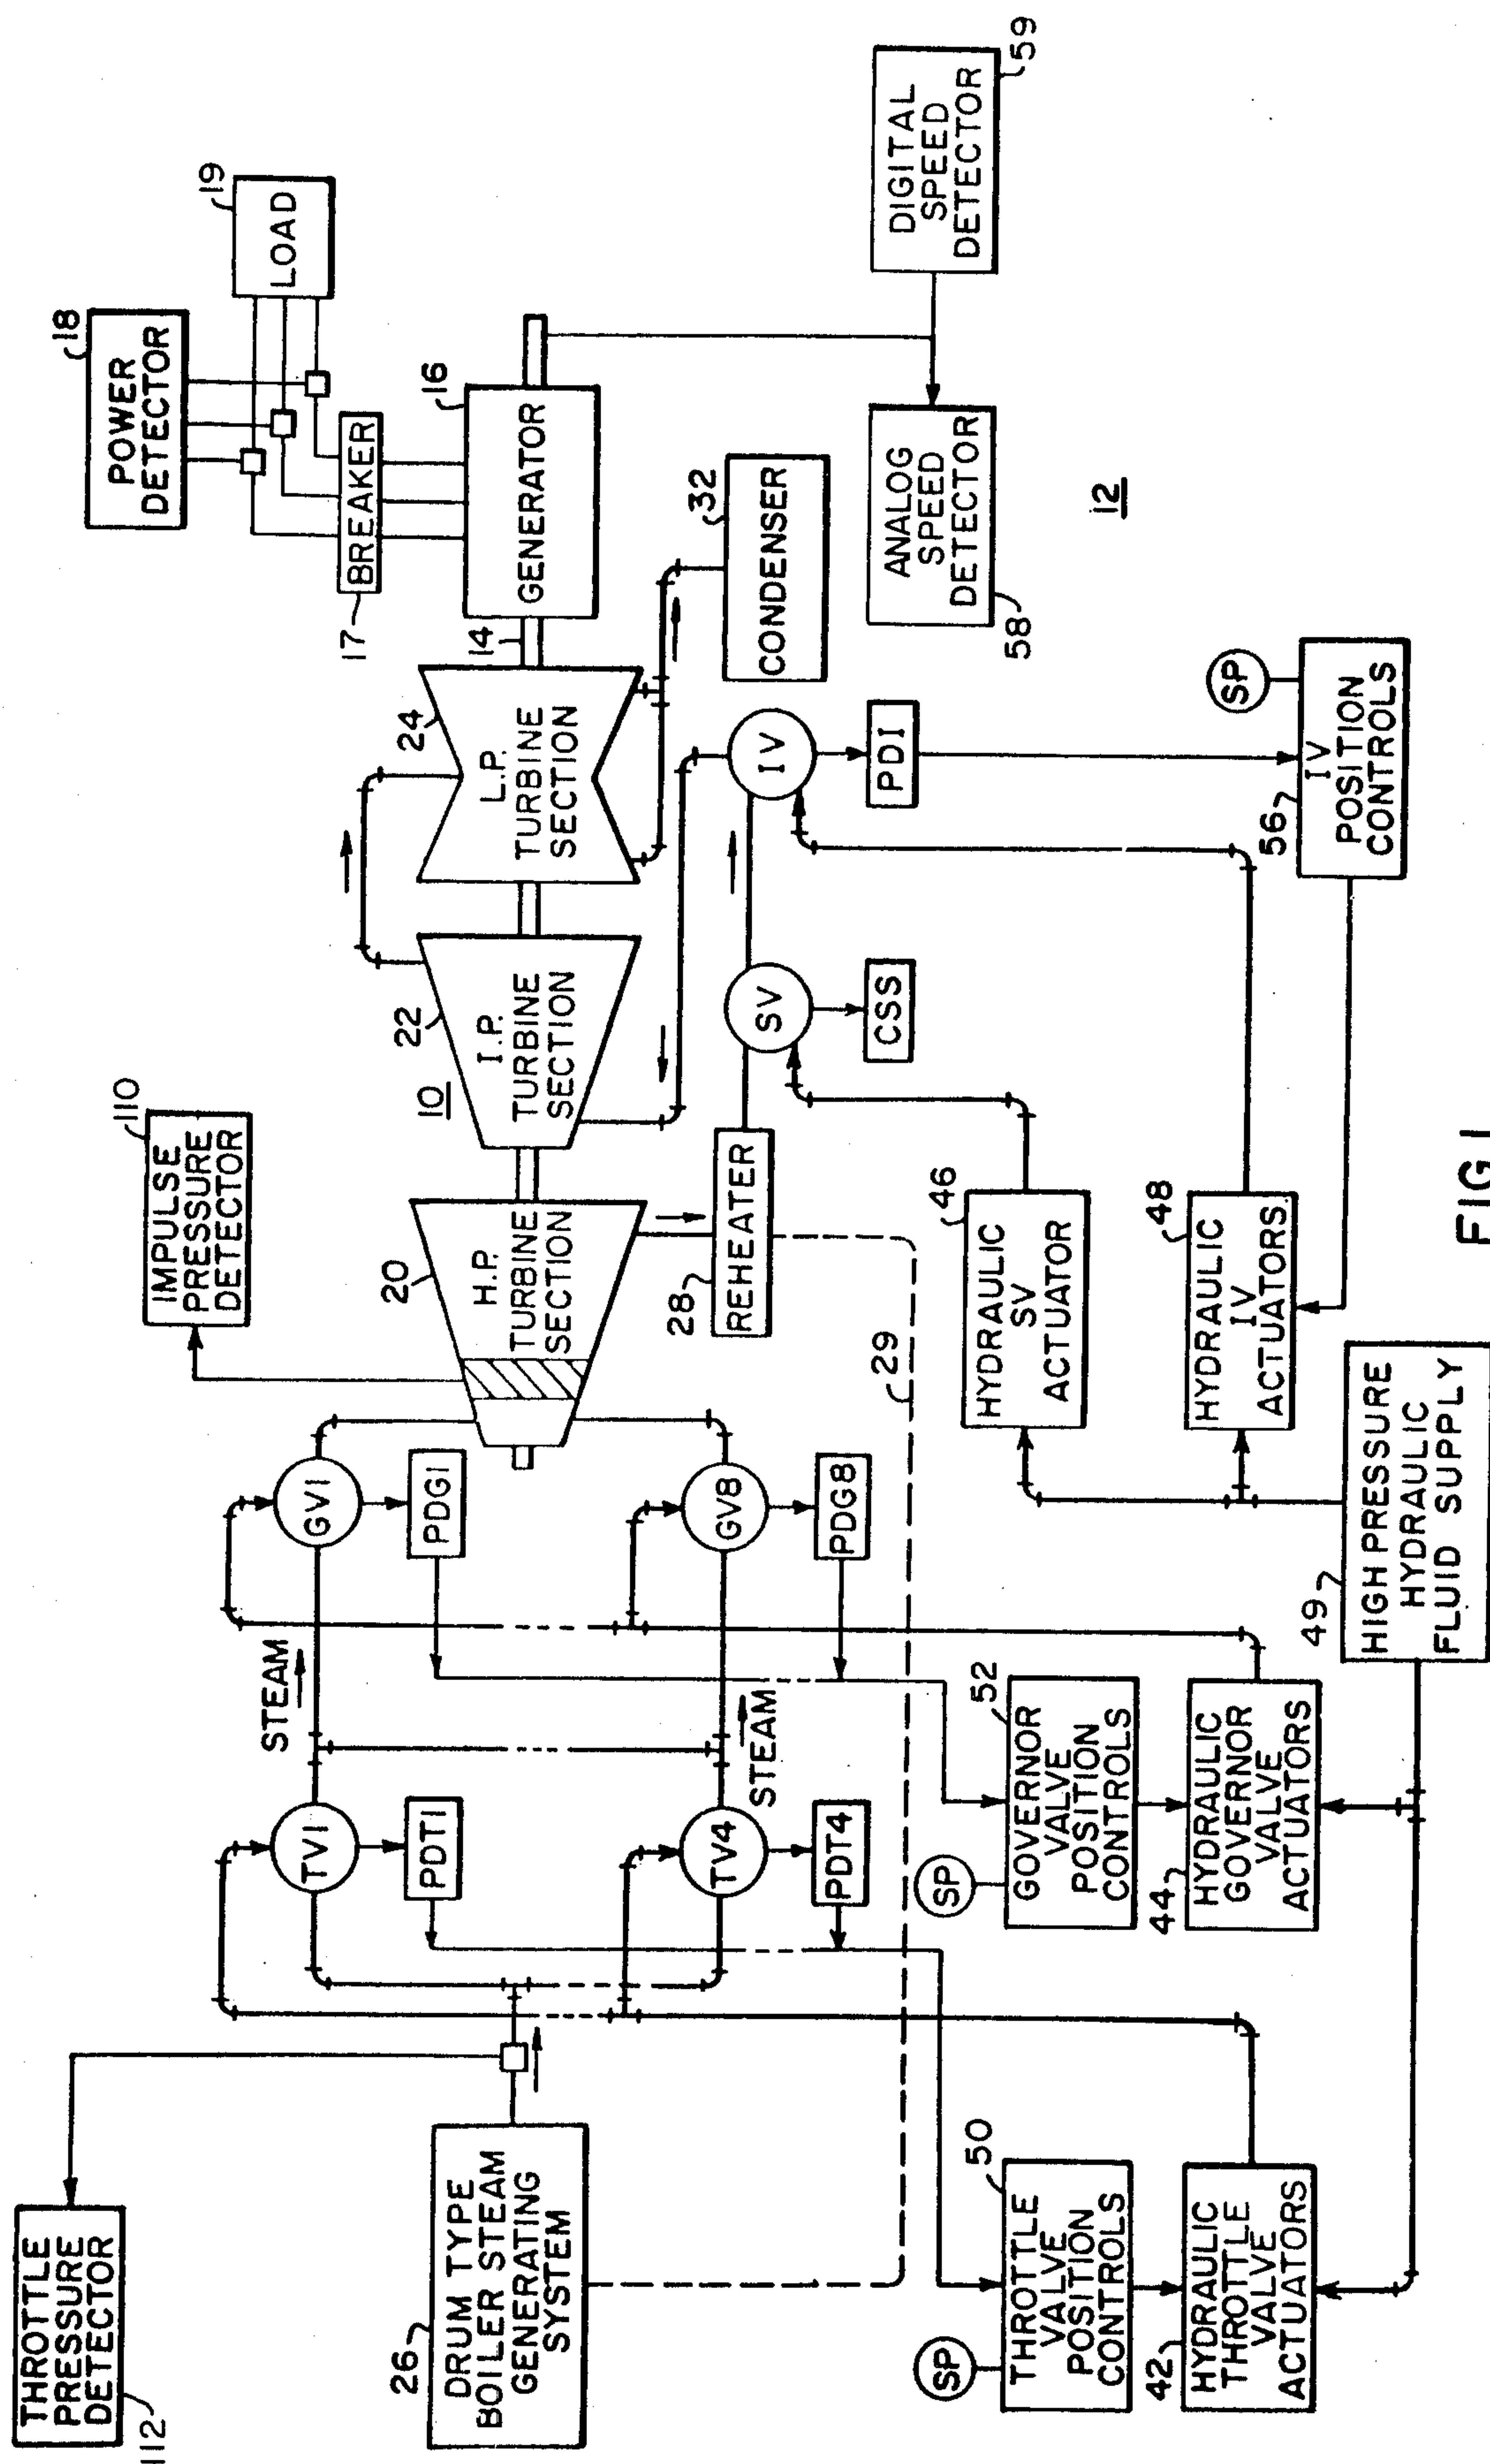 THROTTLE
PRESSURE
DETECTOR
112
IMPULSE
PRESSURE
DETECTOR
110
POWER
DETECTOR
18
LOAD
19
BREAKER
17
DRUM TYPE
BOILER STEAM
GENERATING
SYSTEM
26
TV1
PDT1
TV4
PDT4
STEAM
STEAM
GV1
PDG1
GV8
PDG8
H.P.
TURBINE
SECTION
20
10
I.P.
TURBINE
SECTION
22
L.P.
TURBINE
SECTION
24
14
GENERATOR
16
REHEATER
28
29
SV
CSS
IV
PDI
CONDENSER
32
ANALOG
SPEED
DETECTOR
58
DIGITAL
SPEED
DETECTOR
59
12
SP
THROTTLE
VALVE
POSITION
CONTROLS
50
HYDRAULIC
THROTTLE
VALVE
ACTUATORS
42
SP
GOVERNOR
VALVE
POSITION
CONTROLS
52
HYDRAULIC
GOVERNOR
VALVE
ACTUATORS
44
HYDRAULIC
SV
ACTUATOR
46
HYDRAULIC
IV
ACTUATORS
48
SP
IV
POSITION
CONTROLS
56
HIGH PRESSURE
HYDRAULIC
FLUID SUPPLY
49
FIG.1